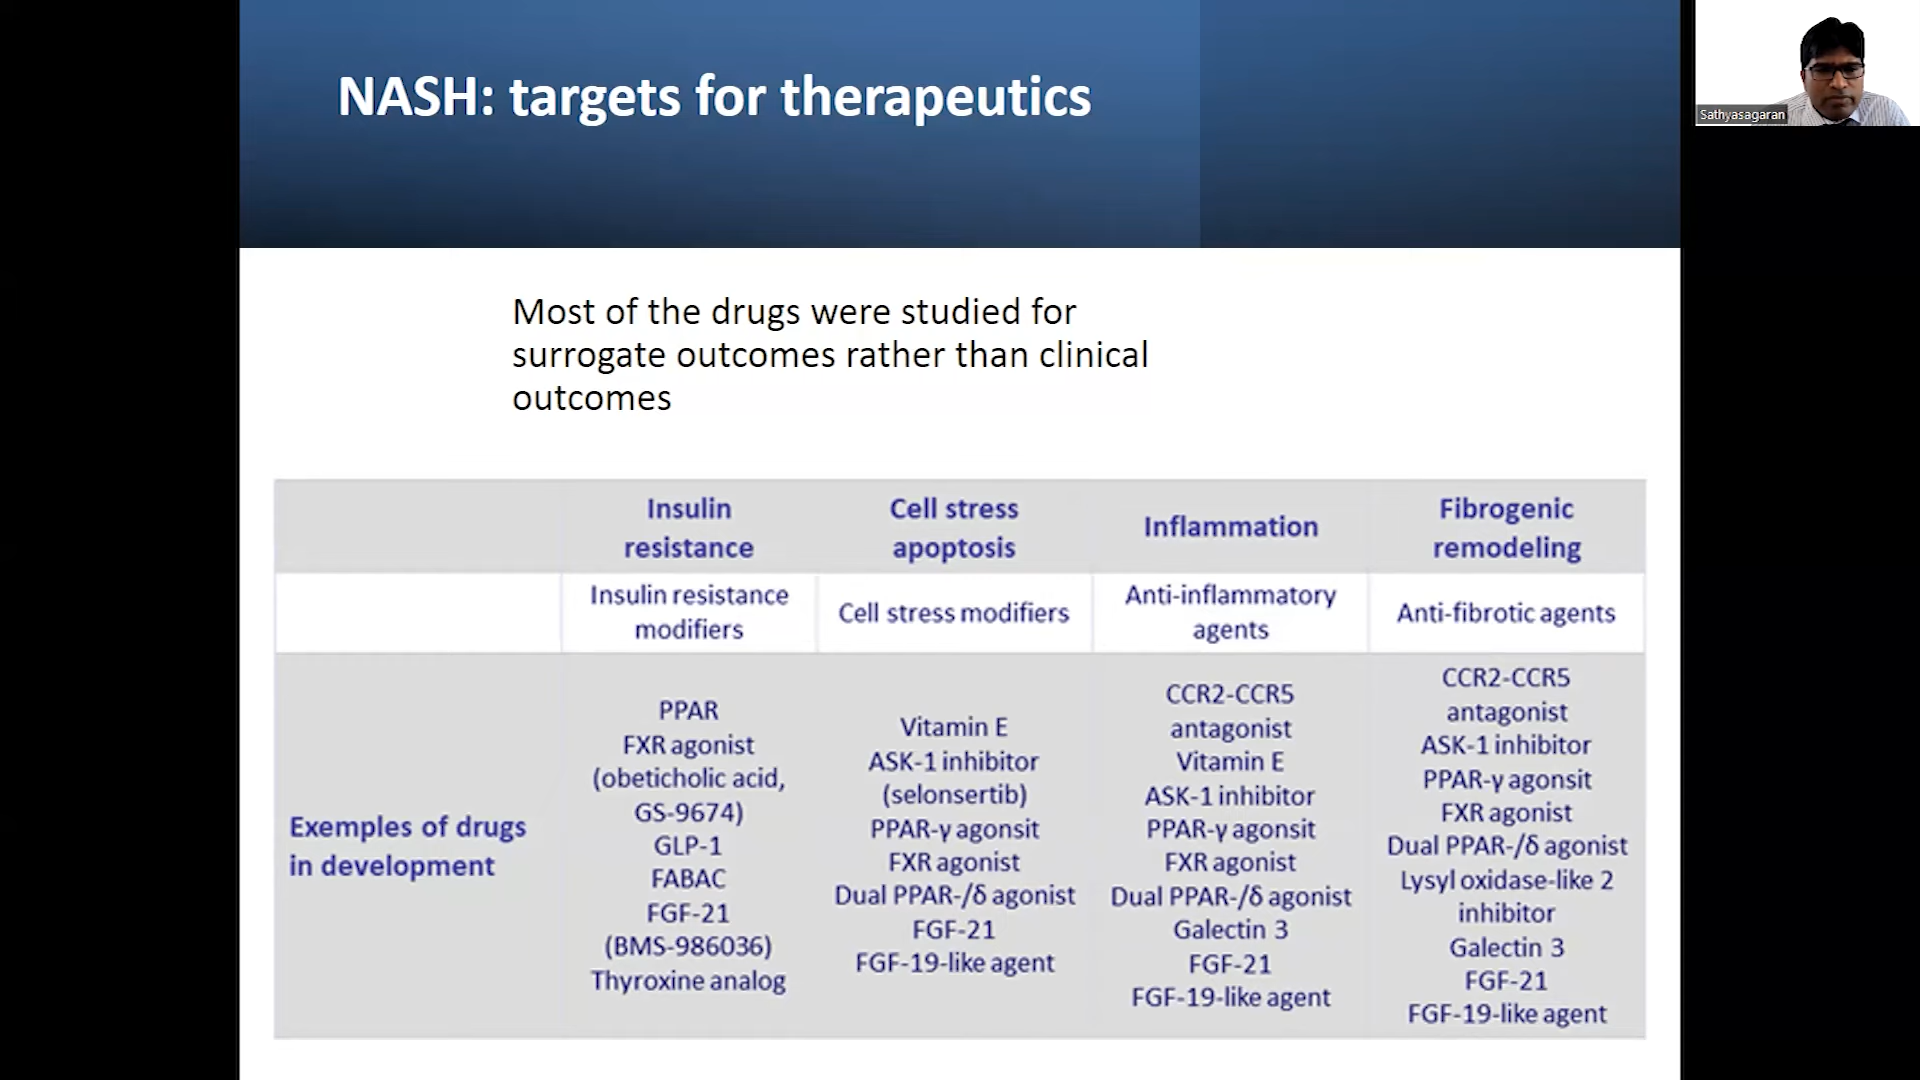 NASH: targets for therapeutics
Sathyasagaran
Most of the drugs were studied for
surrogate outcomes rather than clinical
outcomes
Insulin
resistance
Cell stress
apoptosis
Inflammation
Fibrogenic
remodeling
Insulin resistance
modifiers
Cell stress modifiers
Anti-inflammatory
agents
Anti-fibrotic agents
Exemples of drugs
in development
PPAR
FXR agonist
(obeticholic acid,
GS-9674)
GLP-1
FABAC
FGF-21
(BMS-986036)
Thyroxine analog
Vitamin E
ASK-1 inhibitor
(selonsertib)
PPAR-γ agonsit
FXR agonist
Dual PPAR-/δ agonist
FGF-21
FGF-19-like agent
CCR2-CCR5
antagonist
Vitamin E
ASK-1 inhibitor
PPAR-γ agonsit
FXR agonist
Dual PPAR-/δ agonist
Galectin 3
FGF-21
FGF-19-like agent
CCR2-CCR5
antagonist
ASK-1 inhibitor
PPAR-γ agonsit
FXR agonist
Dual PPAR-/δ agonist
Lysyl oxidase-like 2
inhibitor
Galectin 3
FGF-21
FGF-19-like agent